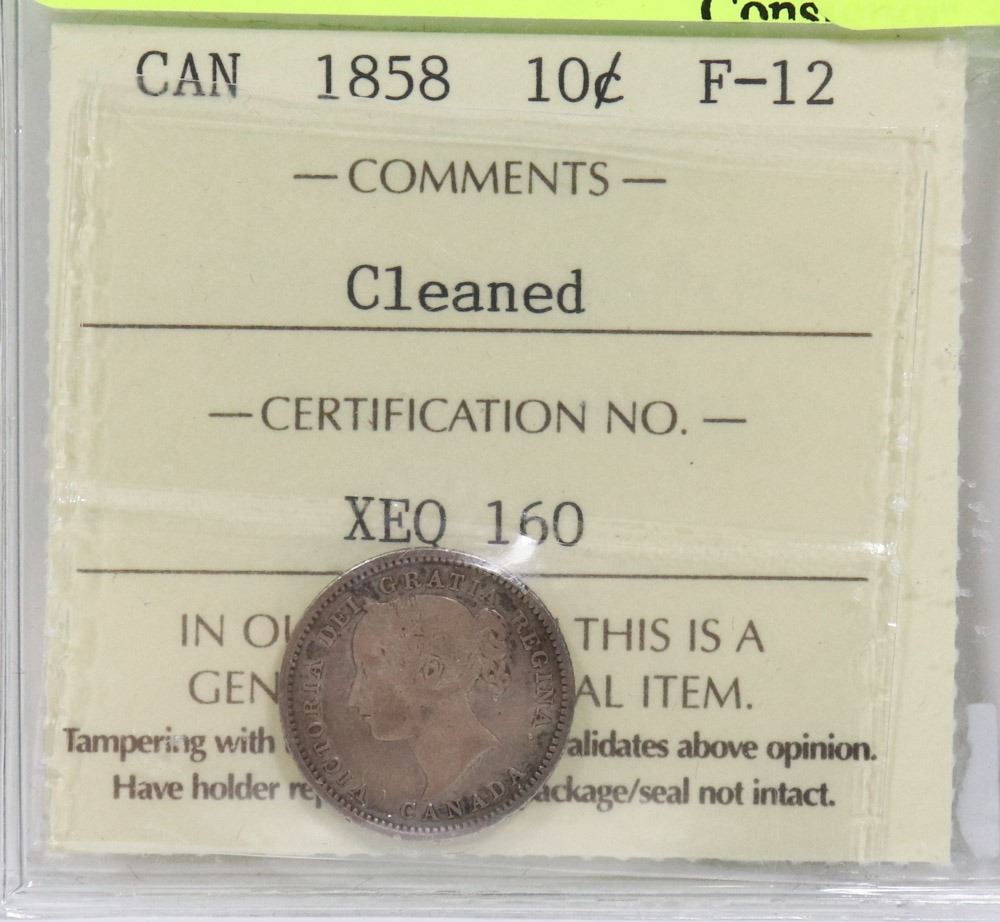 Cons.
CAN 1858 10¢ F-12
— COMMENTS —
Cleaned
— CERTIFICATION NO. —
XEQ 160
IN OU THIS IS A
GEN AL ITEM.
Tampering with alidates above opinion.
Have holder rep ackage/seal not intact.
VICTORIA DEI GRATIA REGINA.
CANADA